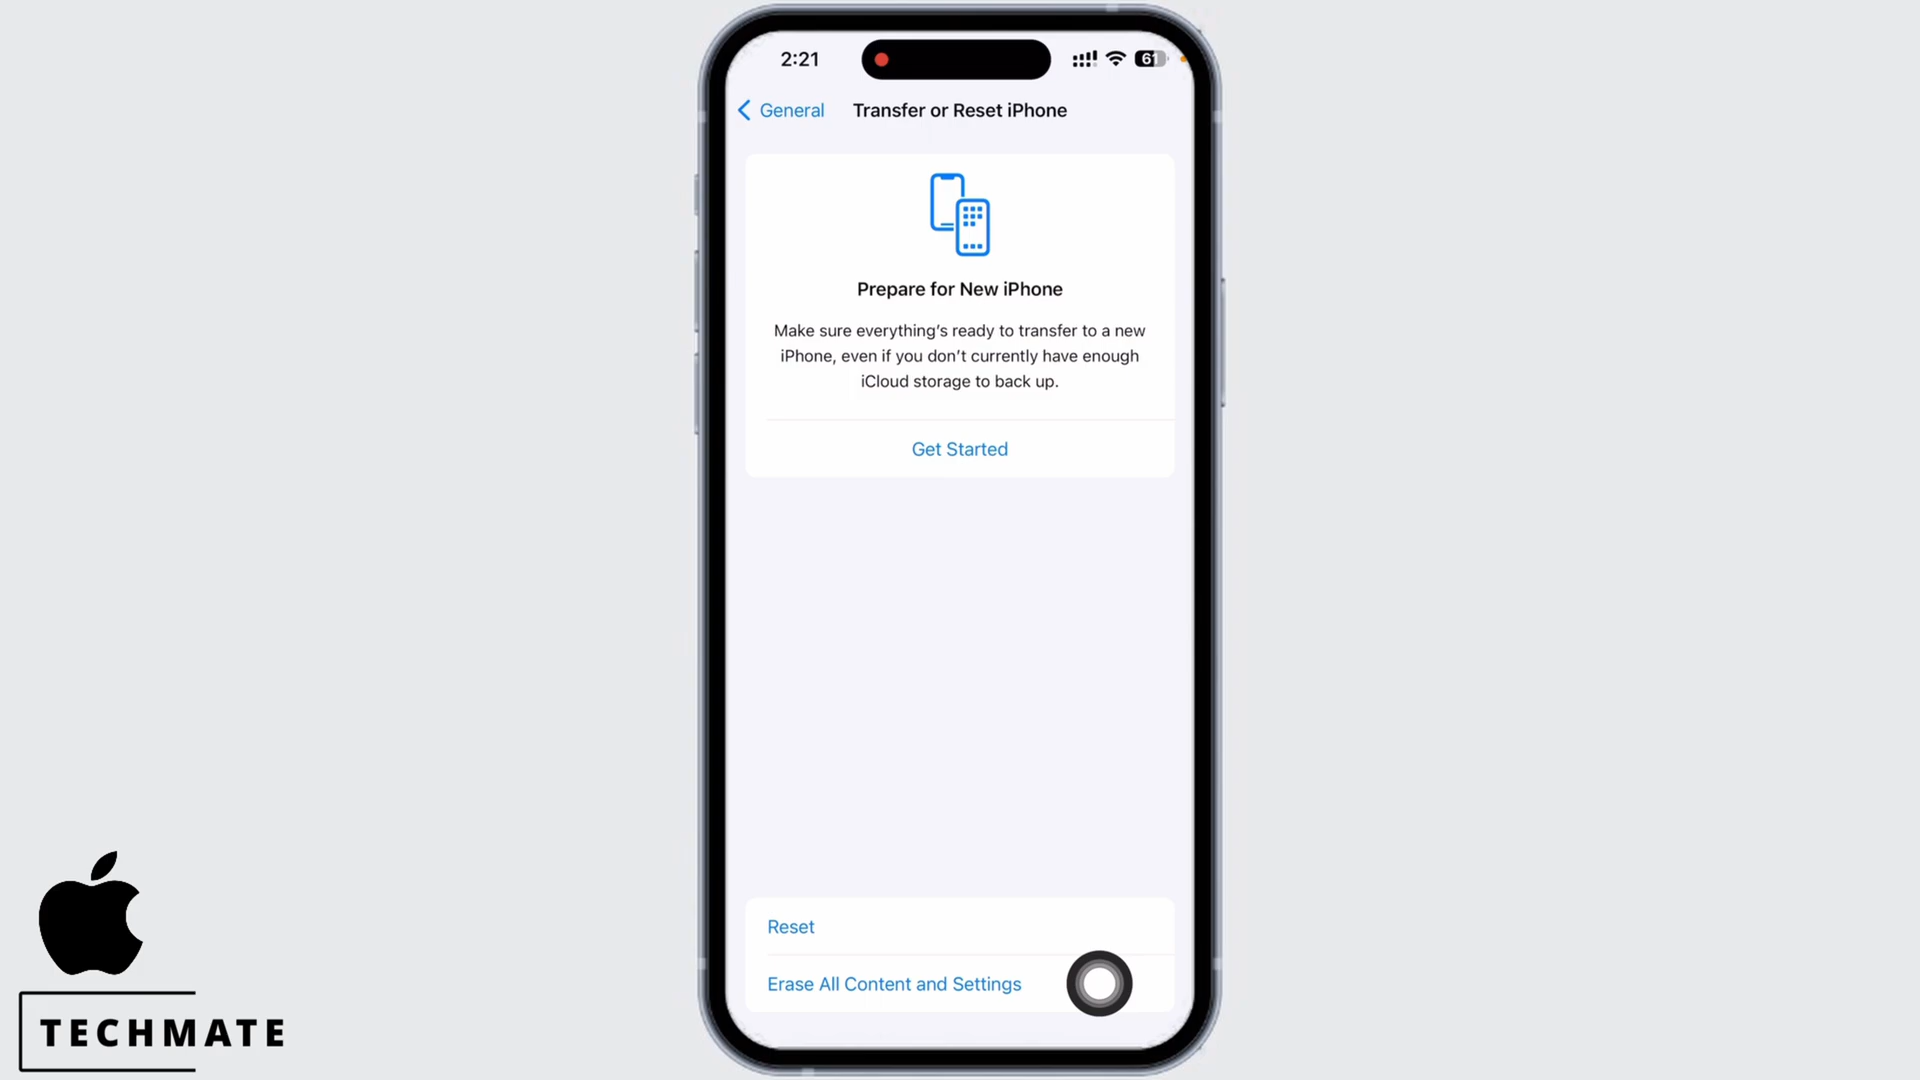 2:21
61
General
Transfer or Reset iPhone
Prepare for New iPhone
Make sure everything's ready to transfer to a new
iPhone, even if you don't currently have enough
iCloud storage to back up.
Get Started
Reset
Erase All Content and Settings
TECHMATE